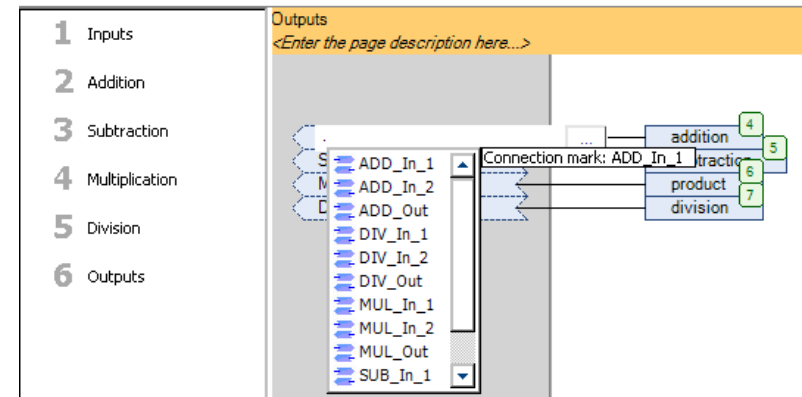 1 Inputs
2 Addition
3 Subtraction
4 Multiplication
5 Division
6 Outputs
Outputs
<Enter the page description here...>
.
...
addition 4
S
btraction 5
M
product 6
D
division 7
ADD_In_1
ADD_In_2
ADD_Out
DIV_In_1
DIV_In_2
DIV_Out
MUL_In_1
MUL_In_2
MUL_Out
SUB_In_1
Connection mark: ADD_In_1